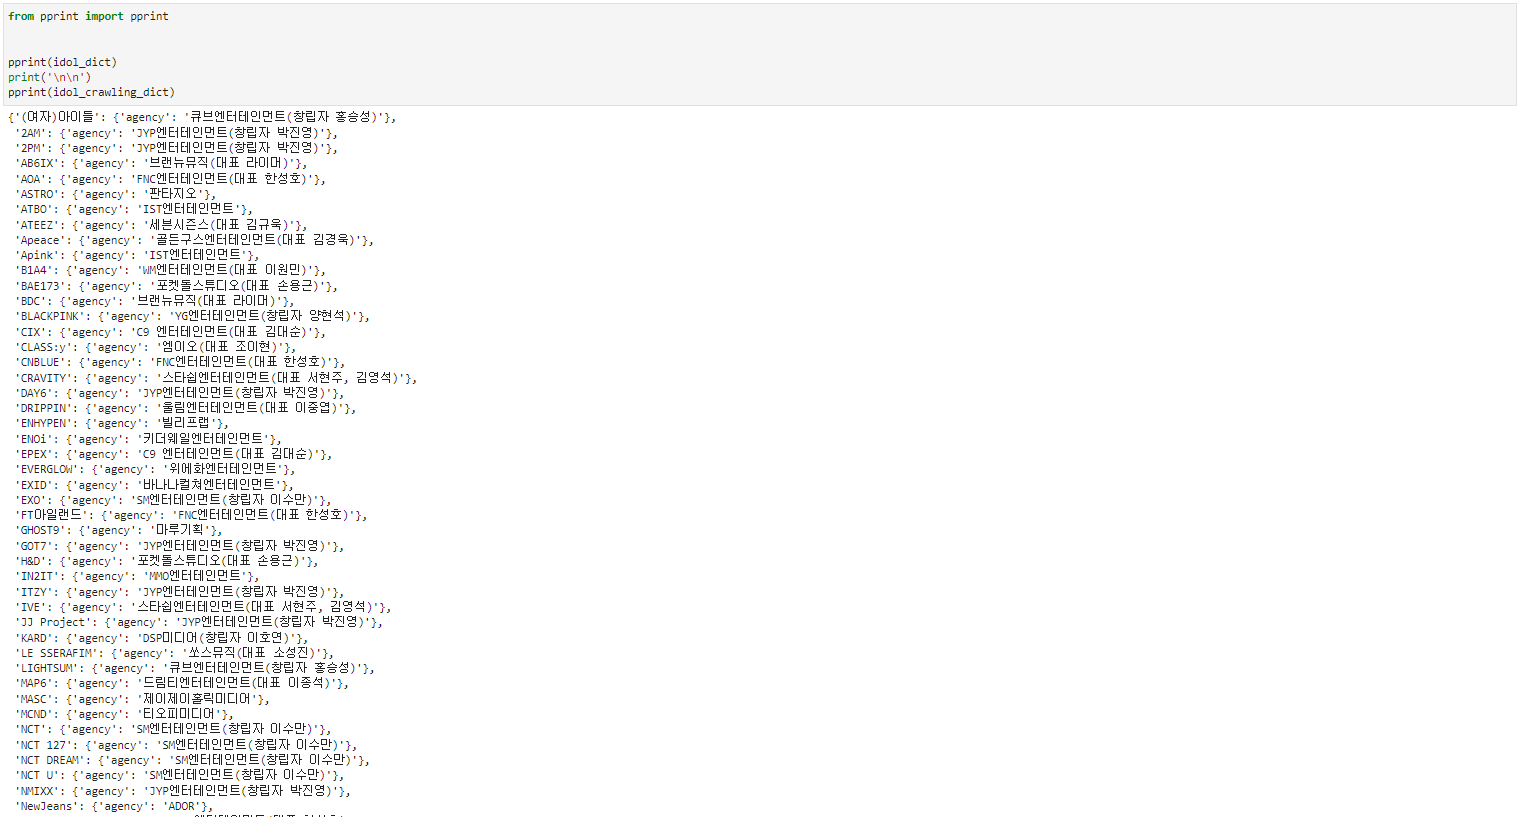 from pprint import pprint
pprint(idol_dict)
print('\n\n')
pprint(idol_crawling_dict)
{'(여자)아이들': {'agency': '큐브엔터테인먼트(창립자 홍승성)'},
'2AM': {'agency': 'JYP엔터테인먼트(창립자 박진영)'},
'2PM': {'agency': 'JYP엔터테인먼트(창립자 박진영)'},
'AB6IX': {'agency': '브랜뉴뮤직(대표 라이머)'},
'AOA': {'agency': 'FNC엔터테인먼트(대표 한성호)'},
'ASTRO': {'agency': '판타지오'},
'ATBO': {'agency': 'IST엔터테인먼트'},
'ATEEZ': {'agency': '세븐시즌스(대표 김규욱)'},
'Apeace': {'agency': '골든구스엔터테인먼트(대표 김경욱)'},
'Apink': {'agency': 'IST엔터테인먼트'},
'B1A4': {'agency': 'WM엔터테인먼트(대표 이원민)'},
'BAE173': {'agency': '포켓돌스튜디오(대표 손용근)'},
'BDC': {'agency': '브랜뉴뮤직(대표 라이머)'},
'BLACKPINK': {'agency': 'YG엔터테인먼트(창립자 양현석)'},
'CIX': {'agency': 'C9 엔터테인먼트(대표 김대순)'},
'CLASS:y': {'agency': '엠이오(대표 조이현)'},
'CNBLUE': {'agency': 'FNC엔터테인먼트(대표 한성호)'},
'CRAVITY': {'agency': '스타쉽엔터테인먼트(대표 서현주, 김영석)'},
'DAY6': {'agency': 'JYP엔터테인먼트(창립자 박진영)'},
'DRIPPIN': {'agency': '울림엔터테인먼트(대표 이중엽)'},
'ENHYPEN': {'agency': '빌리프랩'},
'ENOi': {'agency': '키더웨일엔터테인먼트'},
'EPEX': {'agency': 'C9 엔터테인먼트(대표 김대순)'},
'EVERGLOW': {'agency': '위에화엔터테인먼트'},
'EXID': {'agency': '바나나컬쳐엔터테인먼트'},
'EXO': {'agency': 'SM엔터테인먼트(창립자 이수만)'},
'FT아일랜드': {'agency': 'FNC엔터테인먼트(대표 한성호)'},
'GHOST9': {'agency': '마루기획'},
'GOT7': {'agency': 'JYP엔터테인먼트(창립자 박진영)'},
'H&D': {'agency': '포켓돌스튜디오(대표 손용근)'},
'IN2IT': {'agency': 'MMO엔터테인먼트'},
'ITZY': {'agency': 'JYP엔터테인먼트(창립자 박진영)'},
'IVE': {'agency': '스타쉽엔터테인먼트(대표 서현주, 김영석)'},
'JJ Project': {'agency': 'JYP엔터테인먼트(창립자 박진영)'},
'KARD': {'agency': 'DSP미디어(창립자 이호연)'},
'LE SSERAFIM': {'agency': '쏘스뮤직(대표 소성진)'},
'LIGHTSUM': {'agency': '큐브엔터테인먼트(창립자 홍승성)'},
'MAP6': {'agency': '드림티엔터테인먼트(대표 이종석)'},
'MASC': {'agency': '제이제이홀릭미디어'},
'MCND': {'agency': '티오피미디어'},
'NCT': {'agency': 'SM엔터테인먼트(창립자 이수만)'},
'NCT 127': {'agency': 'SM엔터테인먼트(창립자 이수만)'},
'NCT DREAM': {'agency': 'SM엔터테인먼트(창립자 이수만)'},
'NCT U': {'agency': 'SM엔터테인먼트(창립자 이수만)'},
'NMIXX': {'agency': 'JYP엔터테인먼트(창립자 박진영)'},
'NewJeans': {'agency': 'ADOR'},